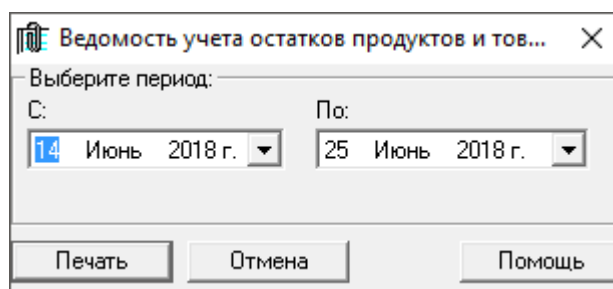 Ведомость учета остатков продуктов и тов...
Выберите период:
С: По:
14 Июнь 2018 г. 25 Июнь 2018 г.
Печать Отмена Помощь